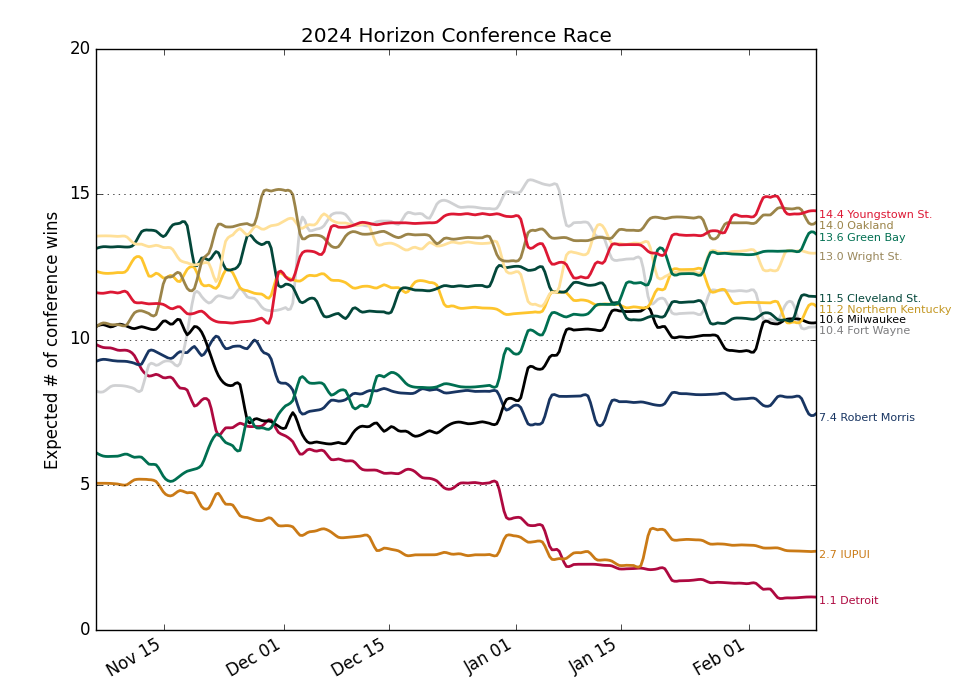 2024 Horizon Conference Race
Expected # of conference wins
20
15
10
5
0
Nov 15
Dec 01
Dec 15
Jan 01
Jan 15
Feb 01
14.4 Youngstown St.
14.0 Oakland
13.6 Green Bay
13.0 Wright St.
11.5 Cleveland St.
11.2 Northern Kentucky
10.6 Milwaukee
10.4 Fort Wayne
7.4 Robert Morris
2.7 IUPUI
1.1 Detroit